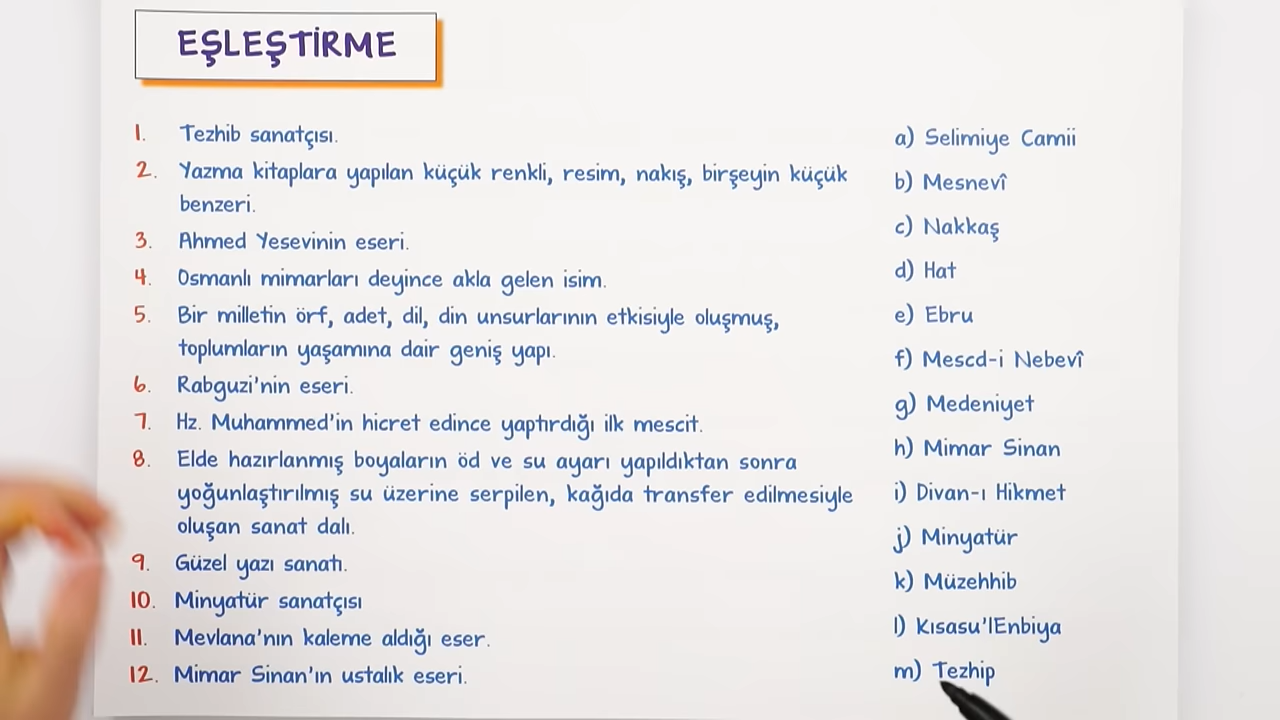 EŞLEŞTİRME
1. Tezhib sanatçısı.
2. Yazma kitaplara yapılan küçük renkli, resim, nakış, birşeyin küçük
benzeri.
3. Ahmed Yesevinin eseri.
4. Osmanlı mimarları deyince akla gelen isim.
5. Bir milletin örf, adet, dil, din unsurlarının etkisiyle oluşmuş,
toplumların yaşamına dair geniş yapı.
6. Rabguzi'nin eseri.
7. Hz. Muhammed'in hicret edince yaptırdığı ilk mescit.
8. Elde hazırlanmış boyaların öd ve su ayarı yapıldıktan sonra
yoğunlaştırılmış su üzerine serpilen, kağıda transfer edilmesiyle
oluşan sanat dalı.
9. Güzel yazı sanatı.
10. Minyatür sanatçısı
11. Mevlana'nın kaleme aldığı eser.
12. Mimar Sinan'ın ustalık eseri.
a) Selimiye Camii
b) Mesnevî
c) Nakkaş
d) Hat
e) Ebru
f) Mescd-i Nebevî
g) Medeniyet
h) Mimar Sinan
i) Divan-ı Hikmet
j) Minyatür
k) Müzehhib
l) Kısasu'lEnbiya
m) Tezhip